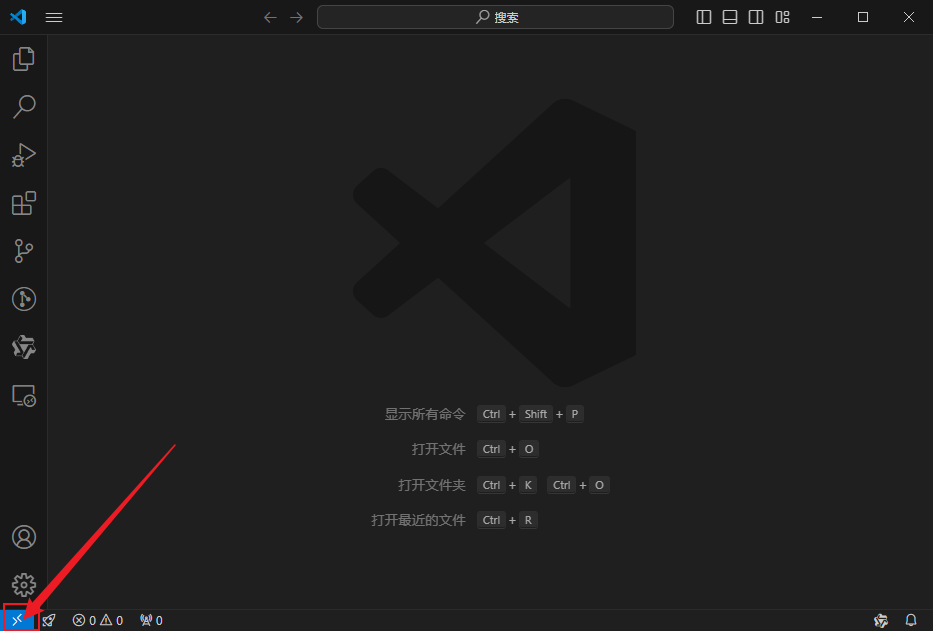 搜索
显示所有命令 Ctrl + Shift + P
打开文件 Ctrl + O
打开文件夹 Ctrl + K Ctrl + O
打开最近的文件 Ctrl + R
0 0 0